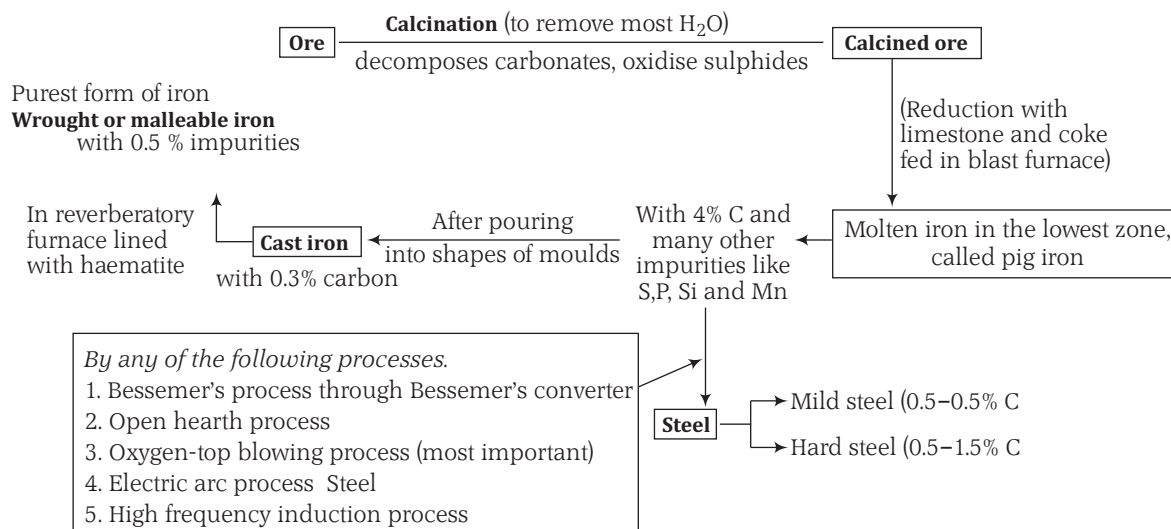 Ore
Calcination (to remove most H₂O)
decomposes carbonates, oxidise sulphides
Calcined ore
(Reduction with
limestone and coke
fed in blast furnace)
Molten iron in the lowest zone,
called pig iron
With 4% C and
many other
impurities like
S,P, Si and Mn
After pouring
into shapes of moulds
Cast iron
with 0.3% carbon
In reverberatory
furnace lined
with haematite
Purest form of iron
Wrought or malleable iron
with 0.5 % impurities
By any of the following processes.
1. Bessemer's process through Bessemer's converter
2. Open hearth process
3. Oxygen-top blowing process (most important)
4. Electric arc process Steel
5. High frequency induction process
Steel
Mild steel (0.5–0.5% C
Hard steel (0.5–1.5% C